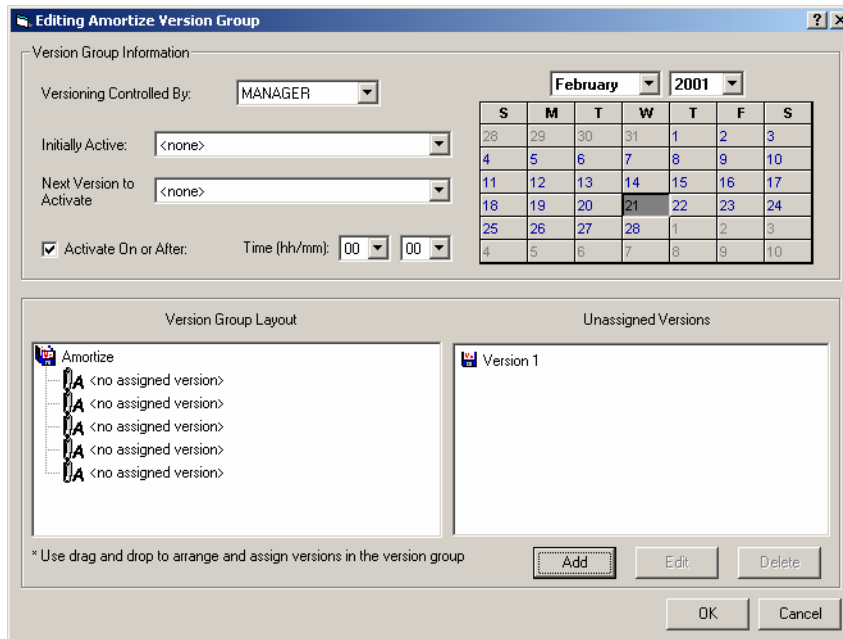 Editing Amortize Version Group
Version Group Information
Versioning Controlled By: MANAGER
February 2001
S M T W T F S
28 29 30 31 1 2 3
4 5 6 7 8 9 10
11 12 13 14 15 16 17
18 19 20 21 22 23 24
25 26 27 28 1 2 3
4 5 6 7 8 9 10
Initially Active: <none>
Next Version to
Activate
<none>
Activate On or After: Time (hh/mm): 00 00
Version Group Layout
Amortize
<no assigned version>
<no assigned version>
<no assigned version>
<no assigned version>
<no assigned version>
Unassigned Versions
Version 1
* Use drag and drop to arrange and assign versions in the version group
Add Edit Delete
OK Cancel